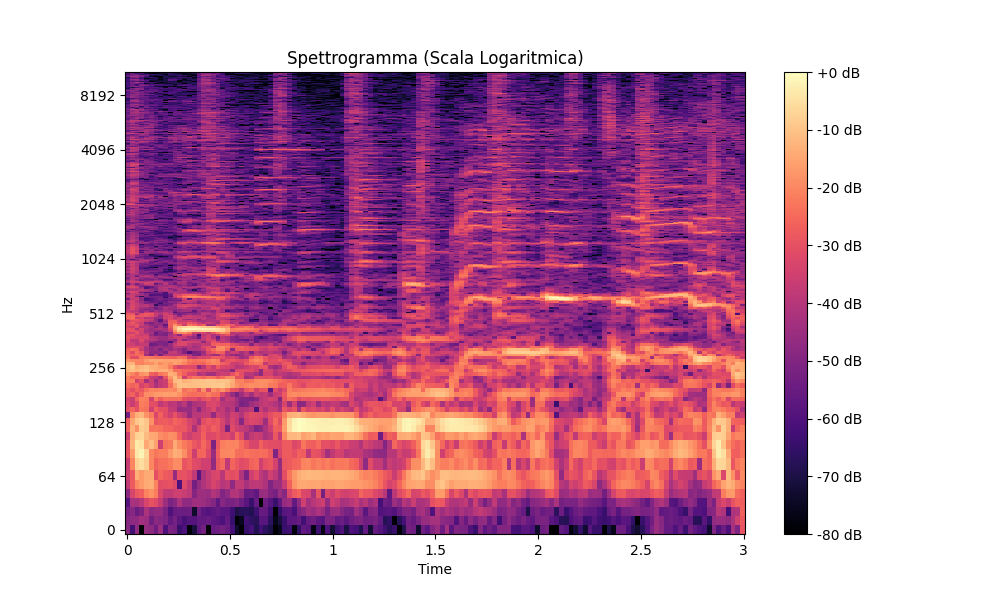 Spettrogramma (Scala Logaritmica)
Hz
8192
4096
2048
1024
512
256
128
64
0
0
0.5
1
1.5
2
2.5
3
Time
+0 dB
-10 dB
-20 dB
-30 dB
-40 dB
-50 dB
-60 dB
-70 dB
-80 dB